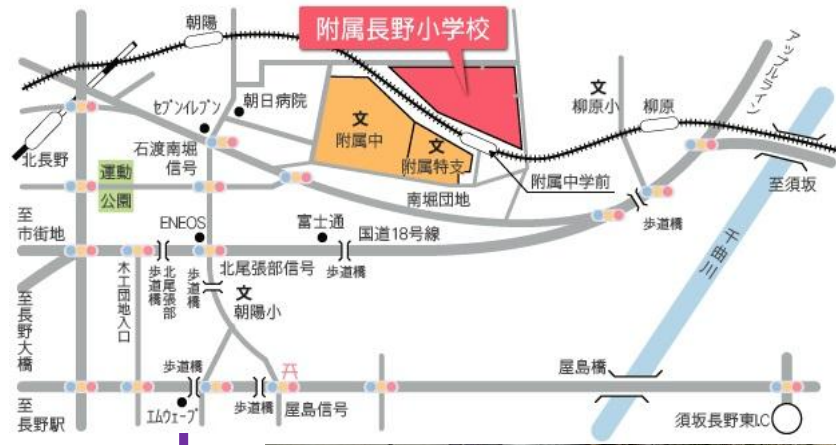 朝陽
附属長野小学校
アップルライン
セブンイレブン
朝日病院
文
附属中
文
附属特支
文
柳原小
柳原
北長野
石渡南堀
信号
附属中学前
至須坂
運動
公園
南堀団地
至
市街地
ENEOS
富士通
国道18号線
歩道橋
千曲川
木工団地入口
北尾張部
歩道橋
歩道橋
北尾張部信号
歩道橋
文
朝陽小
至長野大橋
歩道橋
屋島橋
至
長野駅
エムウェーブ
歩道橋
屋島信号
須坂長野東I.C